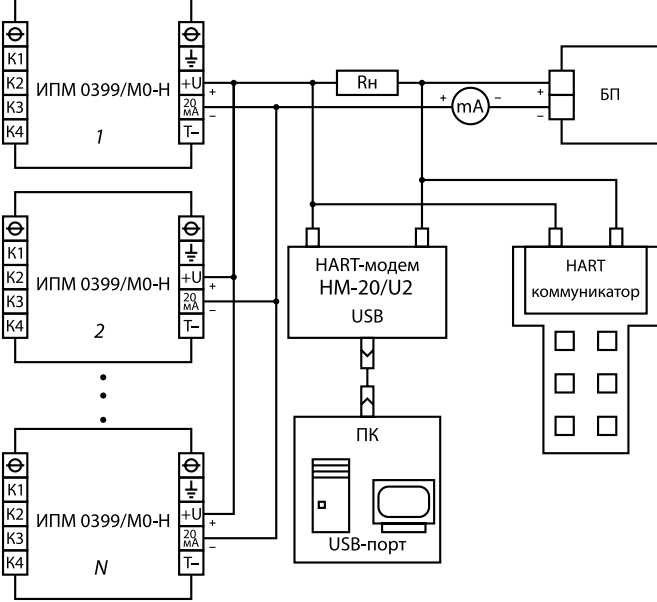 К1
К2
К3
К4
ИПМ 0399/М0-Н
1
+U
20
мА
Т–
+
–
Rн
+
mA
–
+
–
БП
К1
К2
К3
К4
ИПМ 0399/М0-Н
2
+U
20
мА
Т–
+
–
HART-модем
HM-20/U2
USB
HART
коммуникатор
К1
К2
К3
К4
ИПМ 0399/М0-Н
N
+U
20
мА
Т–
+
–
ПК
USB-порт